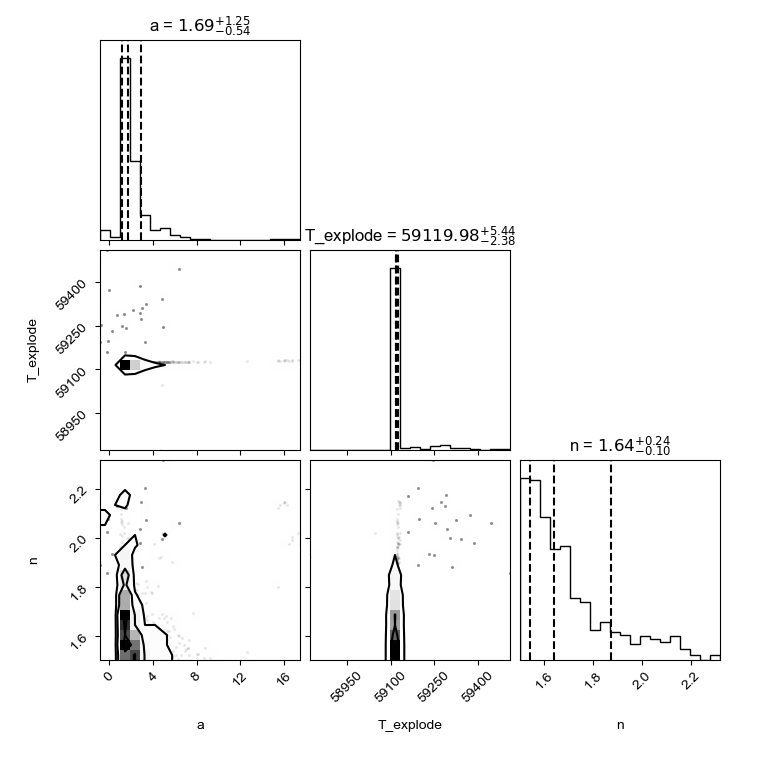 a = 1.69+1.25−0.54
T_explode = 59119.98+5.44−2.38
59400
59250
59100
58950
T_explode
n = 1.64+0.24−0.10
2.2
2.0
1.8
1.6
n
0 4 8 12 16
58950 59100 59250 59400
1.6 1.8 2.0 2.2
a T_explode n